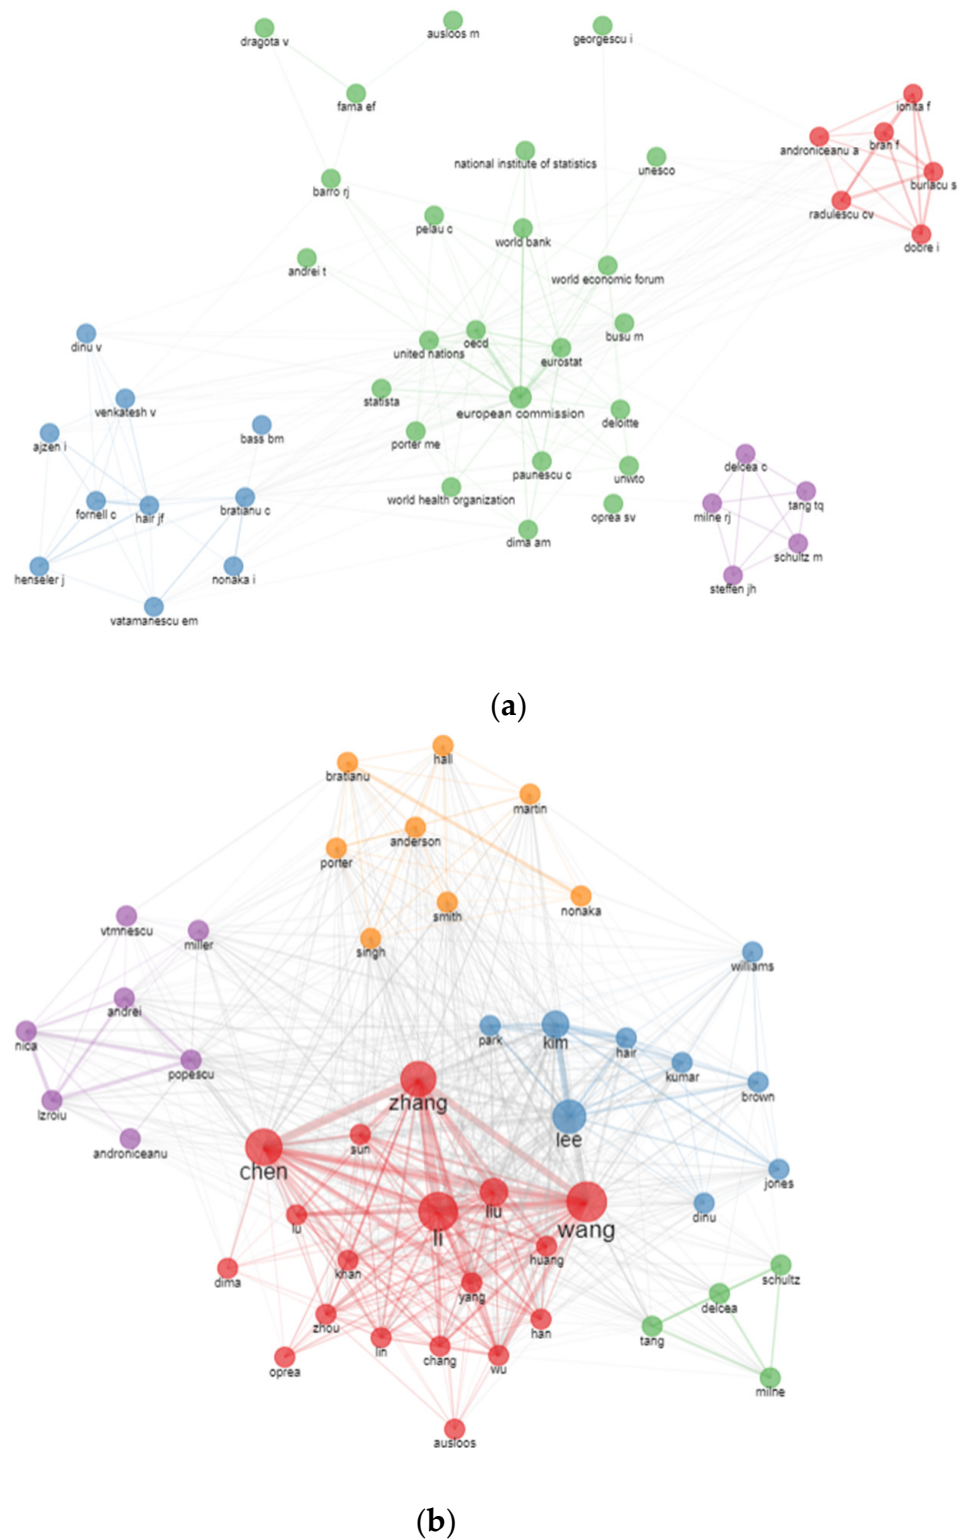 ausloos m
dragota v
georgescu i
fama ef
ionita f
androniceanu a
bran f
national institute of statistics
unesco
buriacu s
barro rj
radulescu cv
pelau c
world bank
dobre i
andrei t
world economic forum
dinu v
united nations
oecd
busu m
eurostat
statista
european commission
venkatesh v
deloitte
bass bm
ajzen i
porter me
delcea c
paunescu c
unwto
world health organization
tang tq
fornell c
hair jf
bratianu c
oprea sv
milne rj
dima am
schultz m
henseler j
nonaka i
steffen jh
vatamanescu em
(a)
hall
bratianu
martin
anderson
porter
nonaka
smith
vtmnescu
miller
singh
williams
andrei
park
kim
nica
hair
popescu
kumar
zhang
brown
lzroiu
lee
androniceanu
sun
chen
jones
liu
dinu
lu
li
wang
huang
khan
dima
schultz
yang
delcea
zhou
han
tang
lin
chang
wu
oprea
milne
ausloos
(b)